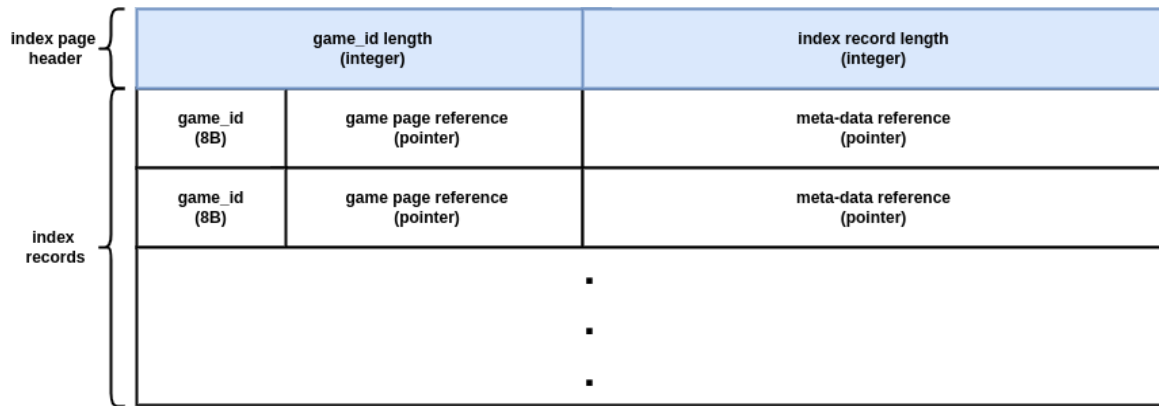 index page
header
game_id length
(integer)
index record length
(integer)
game_id
(8B)
game page reference
(pointer)
meta-data reference
(pointer)
index
records
game_id
(8B)
game page reference
(pointer)
meta-data reference
(pointer)